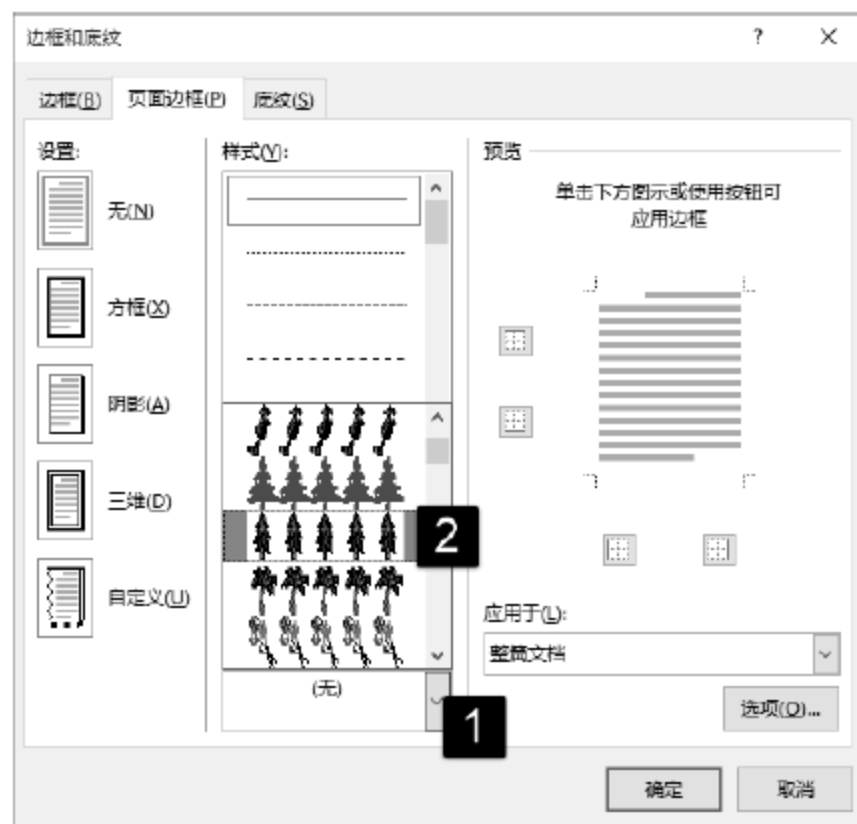 边框和底纹
?
×
边框(B) 页面边框(P) 底纹(S)
设置:
无(N)
方框(X)
阴影(A)
三维(D)
自定义(U)
样式(Y):
2
(无)
1
预览
单击下方图示或使用按钮可
应用边框
应用于(L):
整篇文档
选项(O)...
确定
取消